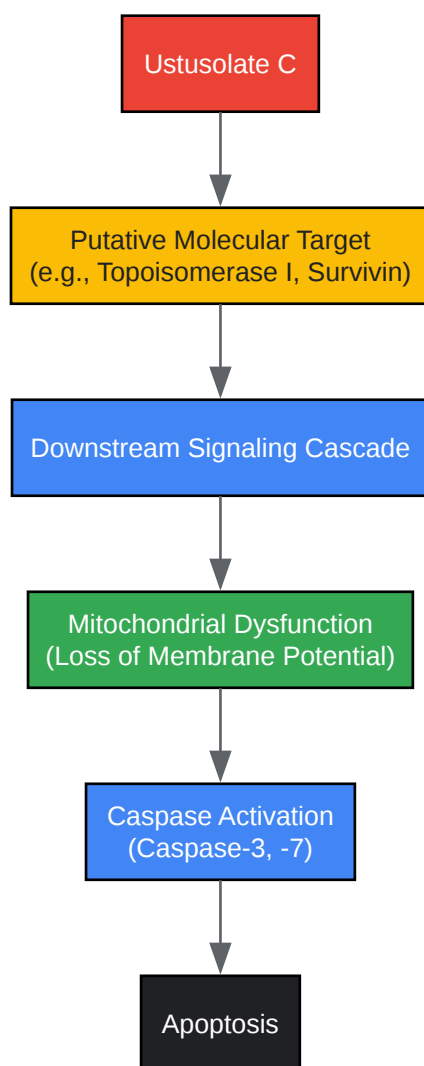 Ustusolate C
Putative Molecular Target
(e.g., Topoisomerase I, Survivin)
Downstream Signaling Cascade
Mitochondrial Dysfunction
(Loss of Membrane Potential)
Caspase Activation
(Caspase-3, -7)
Apoptosis